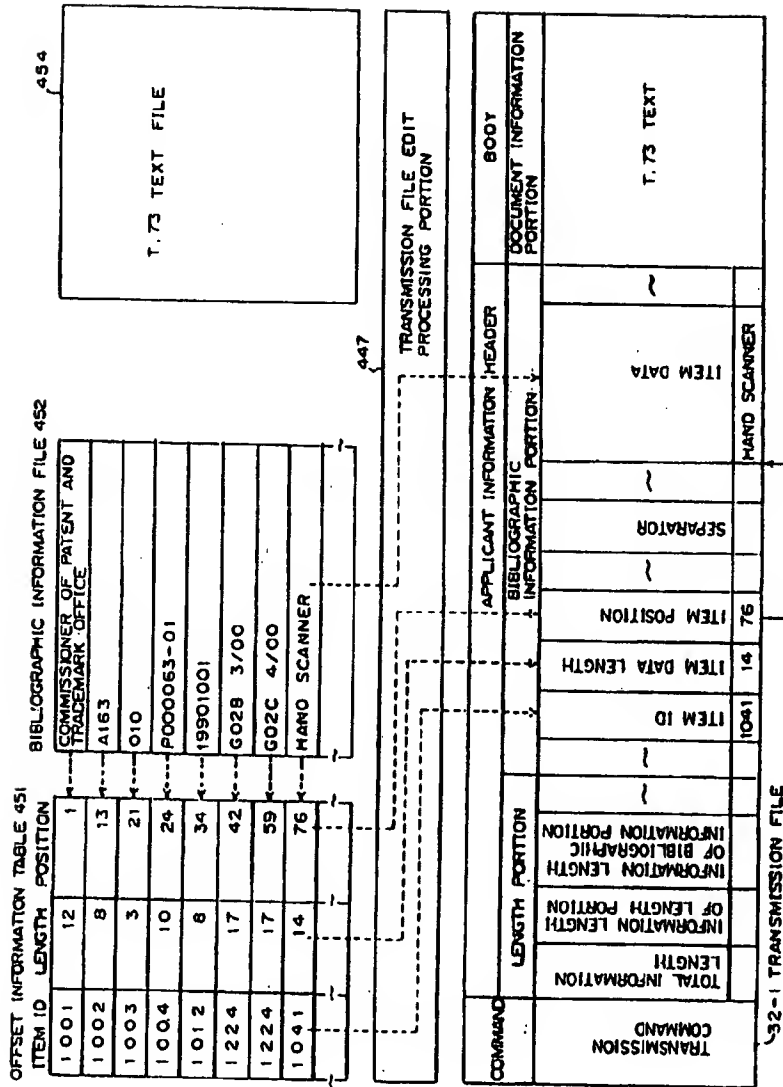 454
T.73 TEXT FILE
BIBLIOGRAPHIC INFORMATION FILE 452
COMMISSIONER OF PATENT AND
TRADEMARK OFFICE
A163
010
P000063-01
19901001
G02B 3/00
G02C 4/00
HAND SCANNER
OFFSET INFORMATION TABLE 451
ITEM ID LENGTH POSITION
1001 12 1
1002 8 13
1003 3 21
1004 10 24
1012 8 34
1224 17 42
1224 17 59
1041 14 76
447
TRANSMISSION FILE EDIT
PROCESSING PORTION
COMMAND
APPLICANT INFORMATION HEADER
BODY
LENGTH PORTION
BIBLIOGRAPHIC
INFORMATION PORTION
DOCUMENT INFORMATION
PORTION
TRANSMISSION
COMMAND
TOTAL INFORMATION
LENGTH
INFORMATION LENGTH
OF LENGTH PORTION
INFORMATION LENGTH
OF BIBLIOGRAPHIC
INFORMATION PORTION
~
~
ITEM ID
ITEM DATA LENGTH
ITEM POSITION
~
SEPARATOR
~
ITEM DATA
~
T.73 TEXT
1041 14 76
HAND SCANNER
32-1 TRANSMISSION FILE